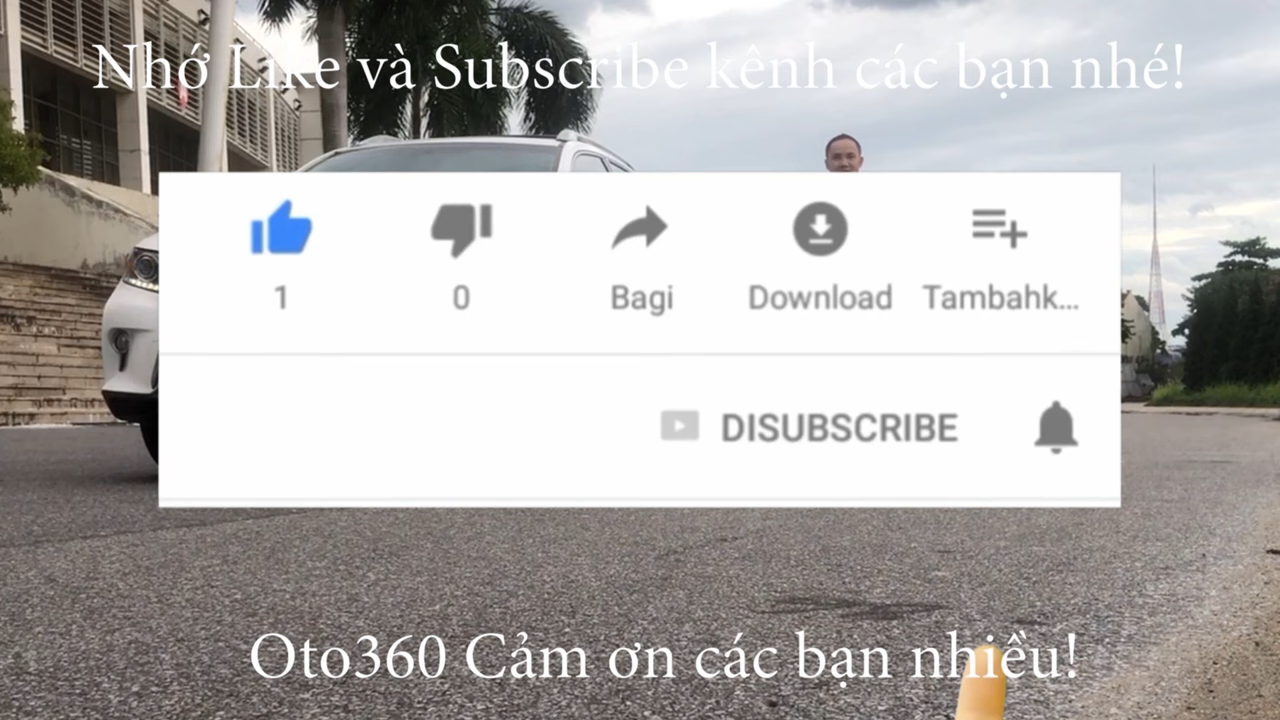 Nhớ Like và Subscribe kênh các bạn nhé!
1 0 Bagi Download Tambahk...
DISUBSCRIBE
Oto360 Cảm ơn các bạn nhiều!